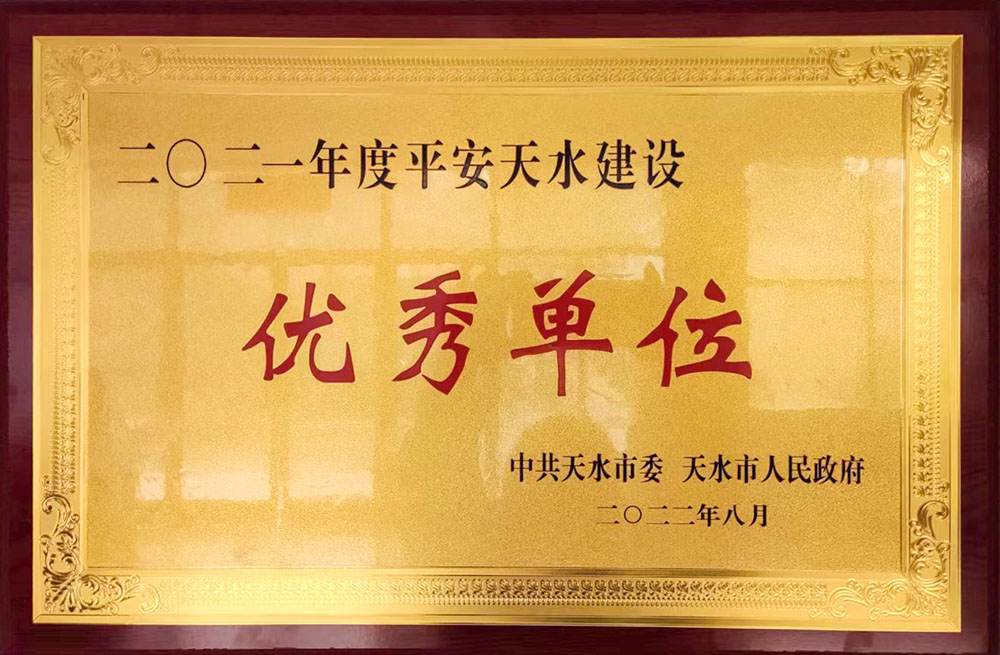 二〇二一年度平安天水建设
优秀单位
中共天水市委 天水市人民政府
二〇二二年八月